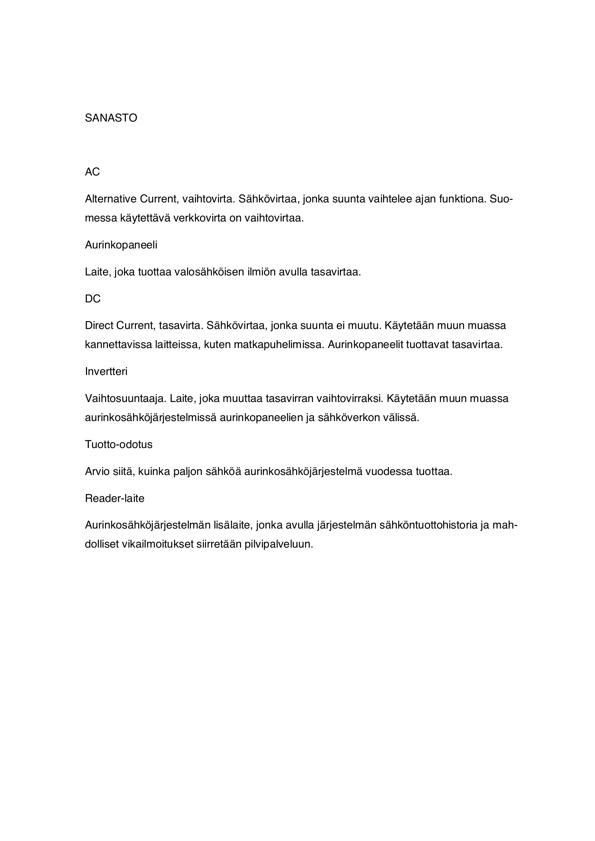 SANASTO
AC
Alternative Current, vaihtovirta. Sähkövirtaa, jonka suunta vaihtelee ajan funktiona. Suo-
messa käytettävä verkkovirta on vaihtovirtaa.
Aurinkopaneeli
Laite, joka tuottaa valosähköisen ilmiön avulla tasavirtaa.
DC
Direct Current, tasavirta. Sähkövirtaa, jonka suunta ei muutu. Käytetään muun muassa
kannettavissa laitteissa, kuten matkapuhelimissa. Aurinkopaneelit tuottavat tasavirtaa.
Invertteri
Vaihtosuuntaaja. Laite, joka muuttaa tasavirran vaihtovirraksi. Käytetään muun muassa
aurinkosähköjärjestelmissä aurinkopaneelien ja sähköverkon välissä.
Tuotto-odotus
Arvio siitä, kuinka paljon sähköä aurinkosähköjärjestelmä vuodessa tuottaa.
Reader-laite
Aurinkosähköjärjestelmän lisälaite, jonka avulla järjestelmän sähköntuottohistoria ja mah-
dolliset vikailmoitukset siirretään pilvipalveluun.